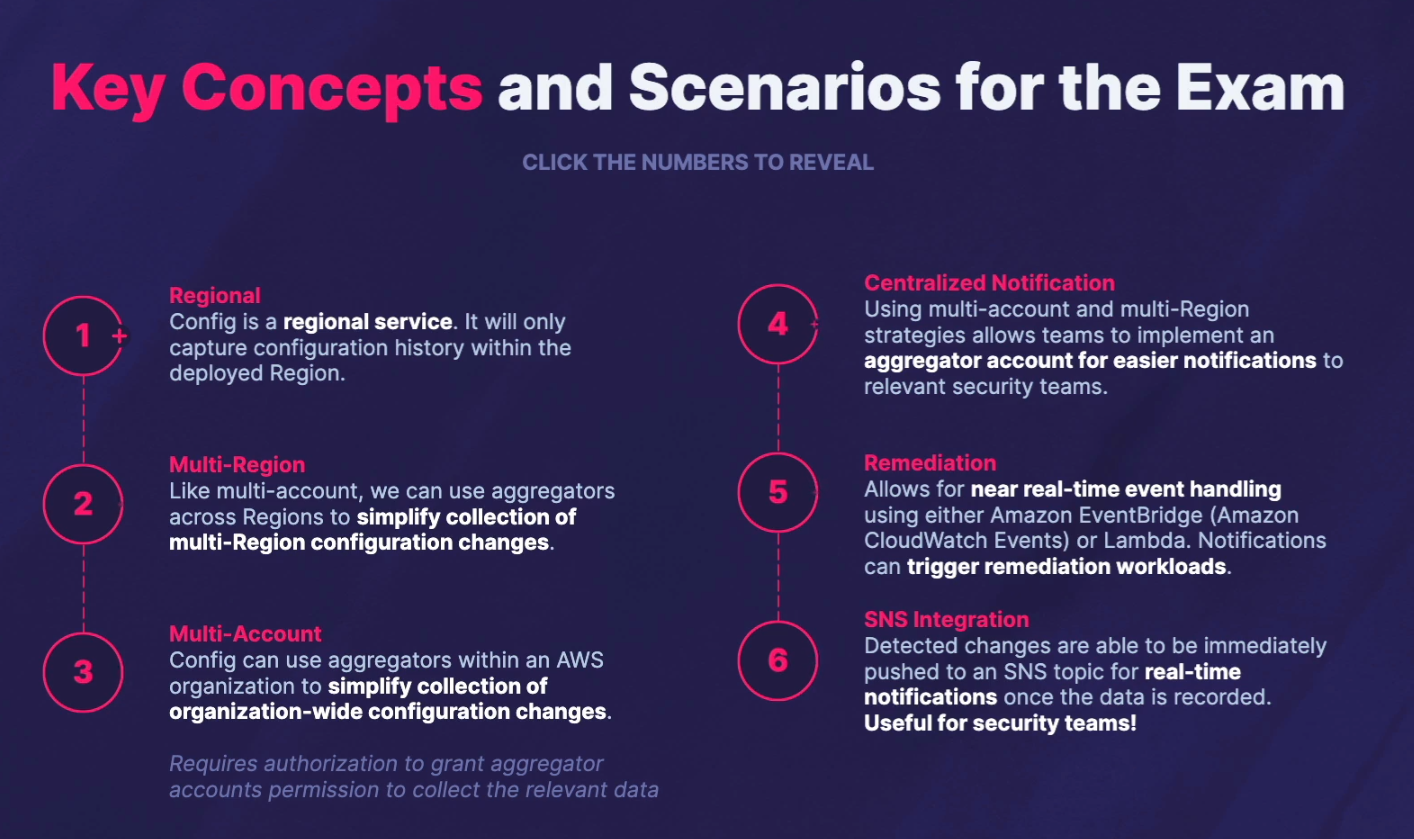 Key Concepts and Scenarios for the Exam
CLICK THE NUMBERS TO REVEAL
1
Regional
Config is a regional service. It will only
capture configuration history within the
deployed Region.
2
Multi-Region
Like multi-account, we can use aggregators
across Regions to simplify collection of
multi-Region configuration changes.
3
Multi-Account
Config can use aggregators within an AWS
organization to simplify collection of
organization-wide configuration changes.
Requires authorization to grant aggregator
accounts permission to collect the relevant data
4
Centralized Notification
Using multi-account and multi-Region
strategies allows teams to implement an
aggregator account for easier notifications to
relevant security teams.
5
Remediation
Allows for near real-time event handling
using either Amazon EventBridge (Amazon
CloudWatch Events) or Lambda. Notifications
can trigger remediation workloads.
6
SNS Integration
Detected changes are able to be immediately
pushed to an SNS topic for real-time
notifications once the data is recorded.
Useful for security teams!